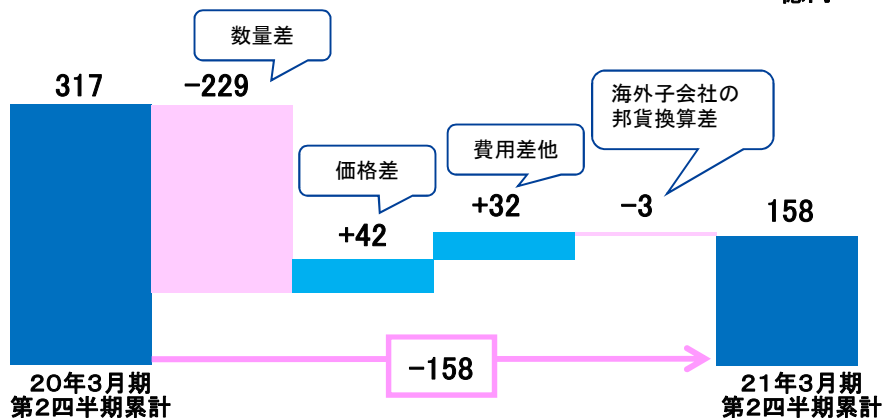 数量差
317
-229
海外子会社の
邦貨換算差
費用差他
価格差
+32
-3
158
+42
-158
20年3月期
第2四半期累計
21年3月期
第2四半期累計